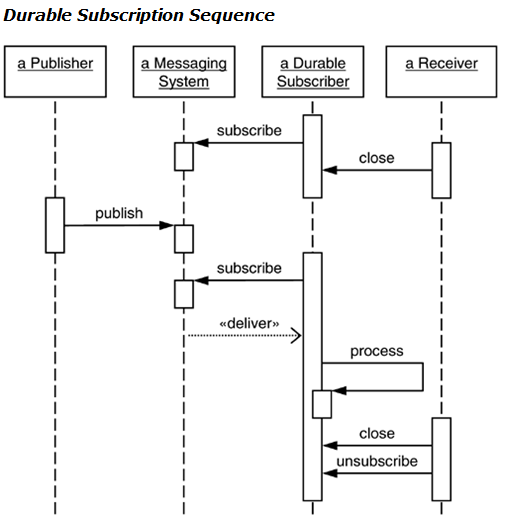 Durable Subscription Sequence
a Publisher
a Messaging
System
a Durable
Subscriber
a Receiver
subscribe
close
publish
subscribe
«deliver»
process
close
unsubscribe